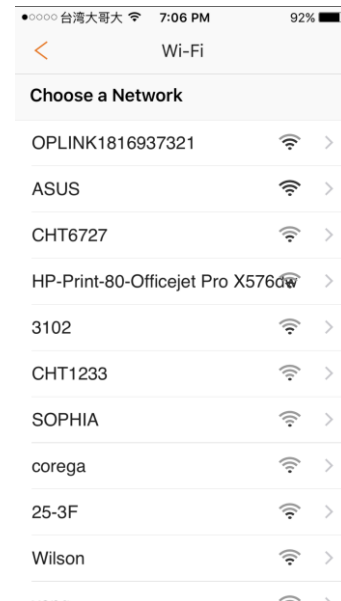 台湾大哥大 7:06 PM 92%
Wi-Fi
Choose a Network
OPLINK1816937321
ASUS
CHT6727
HP-Print-80-Officejet Pro X576dw
3102
CHT1233
SOPHIA
corega
25-3F
Wilson